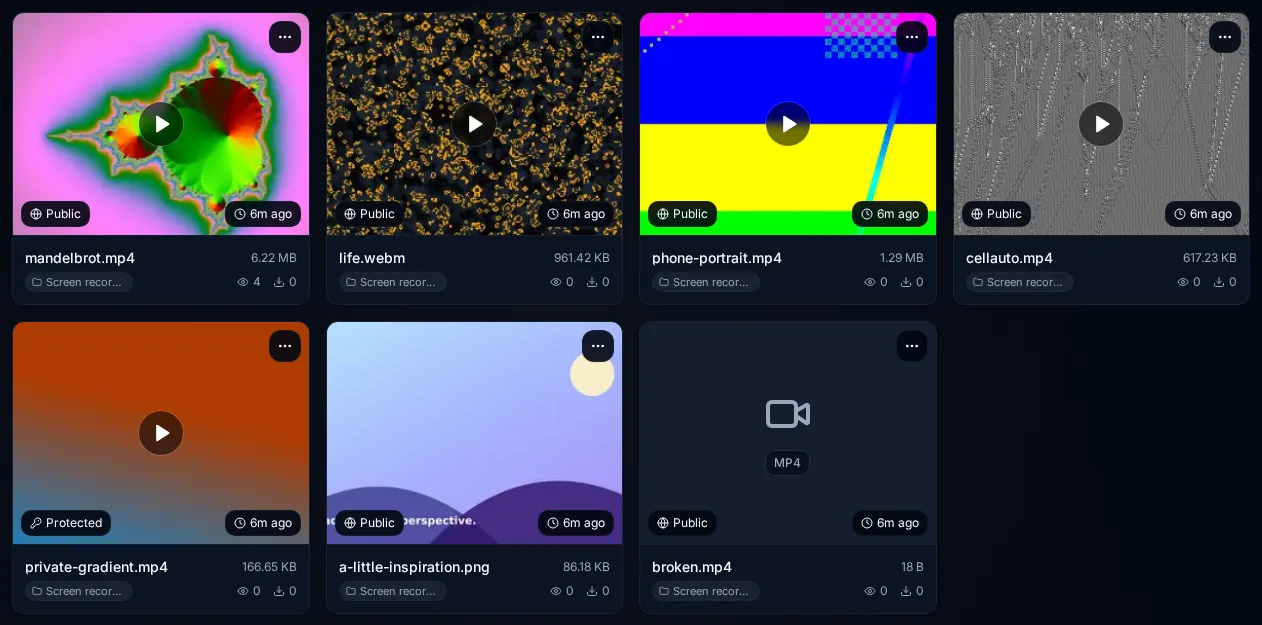 Public
6m ago
Public
6m ago
Public
6m ago
Public
6m ago
mandelbrot.mp4 6.22 MB
Screen recor... 4 0
life.webm 961.42 KB
Screen recor... 0 0
phone-portrait.mp4 1.29 MB
Screen recor... 0 0
cellauto.mp4 617.23 KB
Screen recor... 0 0
MP4
Protected
6m ago
perspective.
Public
6m ago
Public
6m ago
private-gradient.mp4 166.65 KB
Screen recor... 0 0
a-little-inspiration.png 86.18 KB
Screen recor... 0 0
broken.mp4 18 B
Screen recor... 0 0